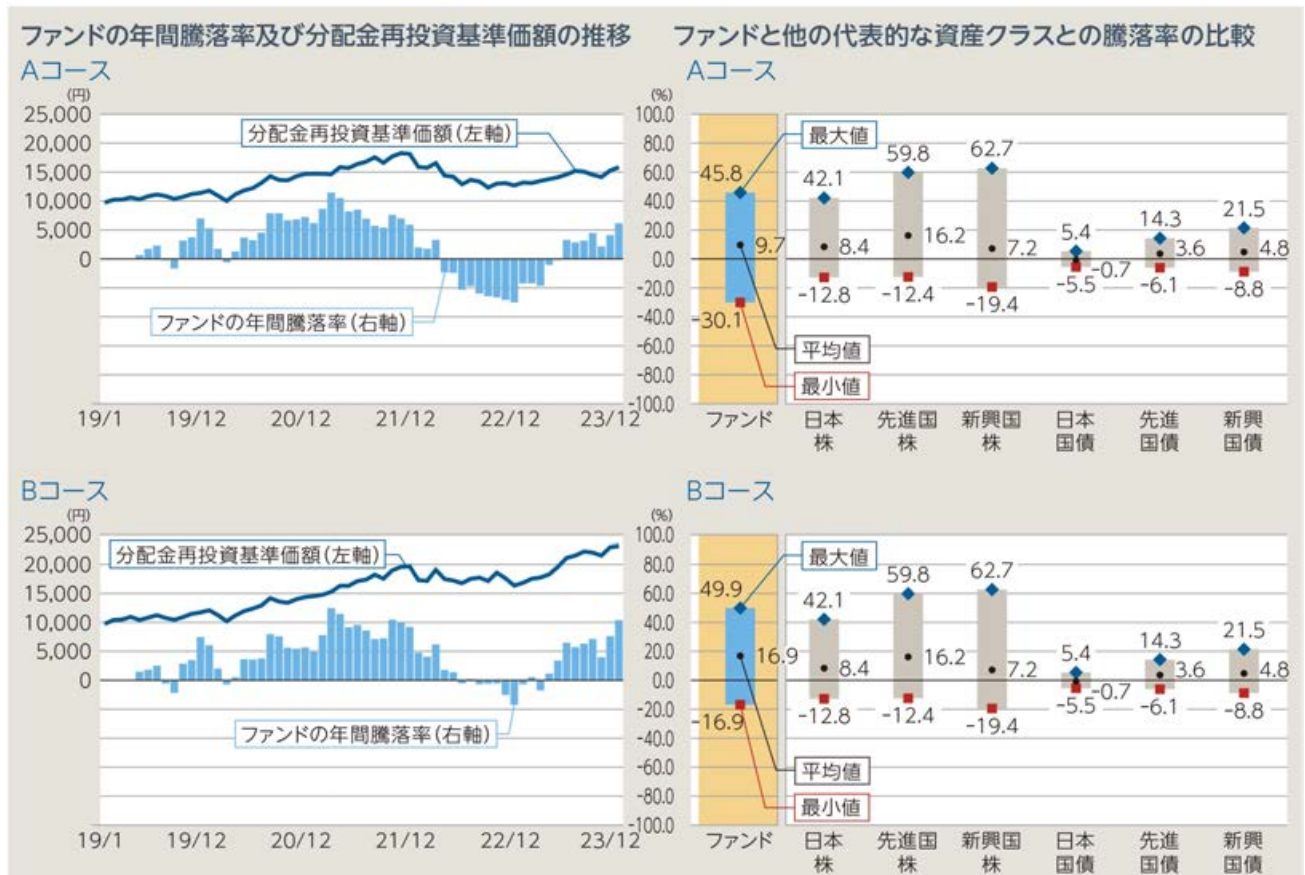 ファンドの年間騰落率及び分配金再投資基準価額の推移
Aコース
(円)
25,000
20,000
15,000
10,000
5,000
0
(%)
100.0
80.0
60.0
40.0
20.0
0.0
-20.0
-40.0
-60.0
-80.0
-100.0
分配金再投資基準価額(左軸)
ファンドの年間騰落率(右軸)
19/1 19/12 20/12 21/12 22/12 23/12
ファンドと他の代表的な資産クラスとの騰落率の比較
Aコース
最大値
平均値
最小値
45.8 42.1 59.8 62.7 5.4 14.3 21.5
9.7 8.4 16.2 7.2 -0.7 3.6 4.8
-30.1 -12.8 -12.4 -19.4 -5.5 -6.1 -8.8
ファンド 日本 先進国 新興国 日本 先進 新興
株 株 株 国債 国債 国債
Bコース
(円)
25,000
20,000
15,000
10,000
5,000
0
(%)
100.0
80.0
60.0
40.0
20.0
0.0
-20.0
-40.0
-60.0
-80.0
-100.0
分配金再投資基準価額(左軸)
ファンドの年間騰落率(右軸)
19/1 19/12 20/12 21/12 22/12 23/12
Bコース
最大値
平均値
最小値
49.9 42.1 59.8 62.7 5.4 14.3 21.5
16.9 8.4 16.2 7.2 -0.7 3.6 4.8
-16.9 -12.8 -12.4 -19.4 -5.5 -6.1 -8.8
ファンド 日本 先進国 新興国 日本 先進 新興
株 株 株 国債 国債 国債